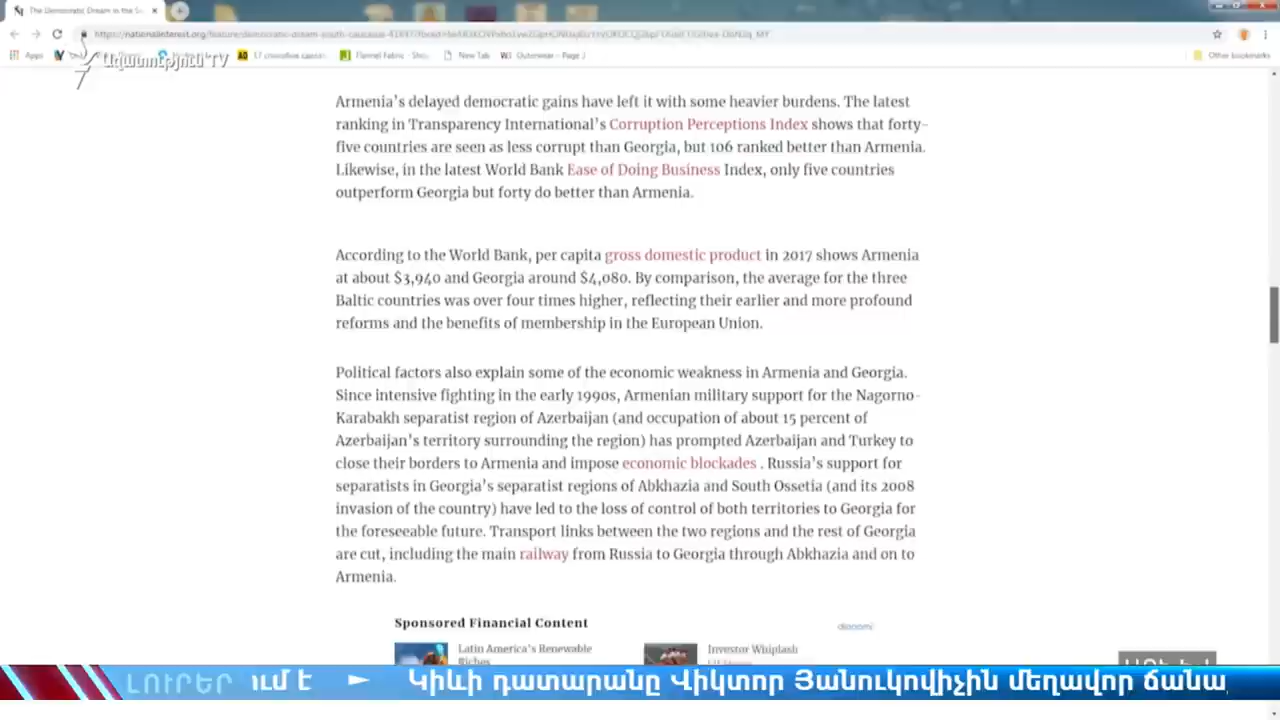 The Democratic Dream in the S
Apps
Ազատություն TV
New Tab
Outerwear - Page
Other bookmarks
Armenia's delayed democratic gains have left it with some heavier burdens. The latest
ranking in Transparency International's Corruption Perceptions Index shows that forty-
five countries are seen as less corrupt than Georgia, but 106 ranked better than Armenia.
Likewise, in the latest World Bank Ease of Doing Business Index, only five countries
outperform Georgia but forty do better than Armenia.
According to the World Bank, per capita gross domestic product in 2017 shows Armenia
at about $3,940 and Georgia around $4,080. By comparison, the average for the three
Baltic countries was over four times higher, reflecting their earlier and more profound
reforms and the benefits of membership in the European Union.
Political factors also explain some of the economic weakness in Armenia and Georgia.
Since intensive fighting in the early 1990s, Armenian military support for the Nagorno-
Karabakh separatist region of Azerbaijan (and occupation of about 15 percent of
Azerbaijan's territory surrounding the region) has prompted Azerbaijan and Turkey to
close their borders to Armenia and impose economic blockades . Russia's support for
separatists in Georgia's separatist regions of Abkhazia and South Ossetia (and its 2008
invasion of the country) have led to the loss of control of both territories to Georgia for
the foreseeable future. Transport links between the two regions and the rest of Georgia
are cut, including the main railway from Russia to Georgia through Abkhazia and on to
Armenia.
Sponsored Financial Content
dianomi
Latin America's Renewable
Riches
Investor Whiplash
ԼՈՒՐԵՐ ում է ► Կիևի դատարանը Վիկտոր Յանուկովիչին մեղավոր ճանա